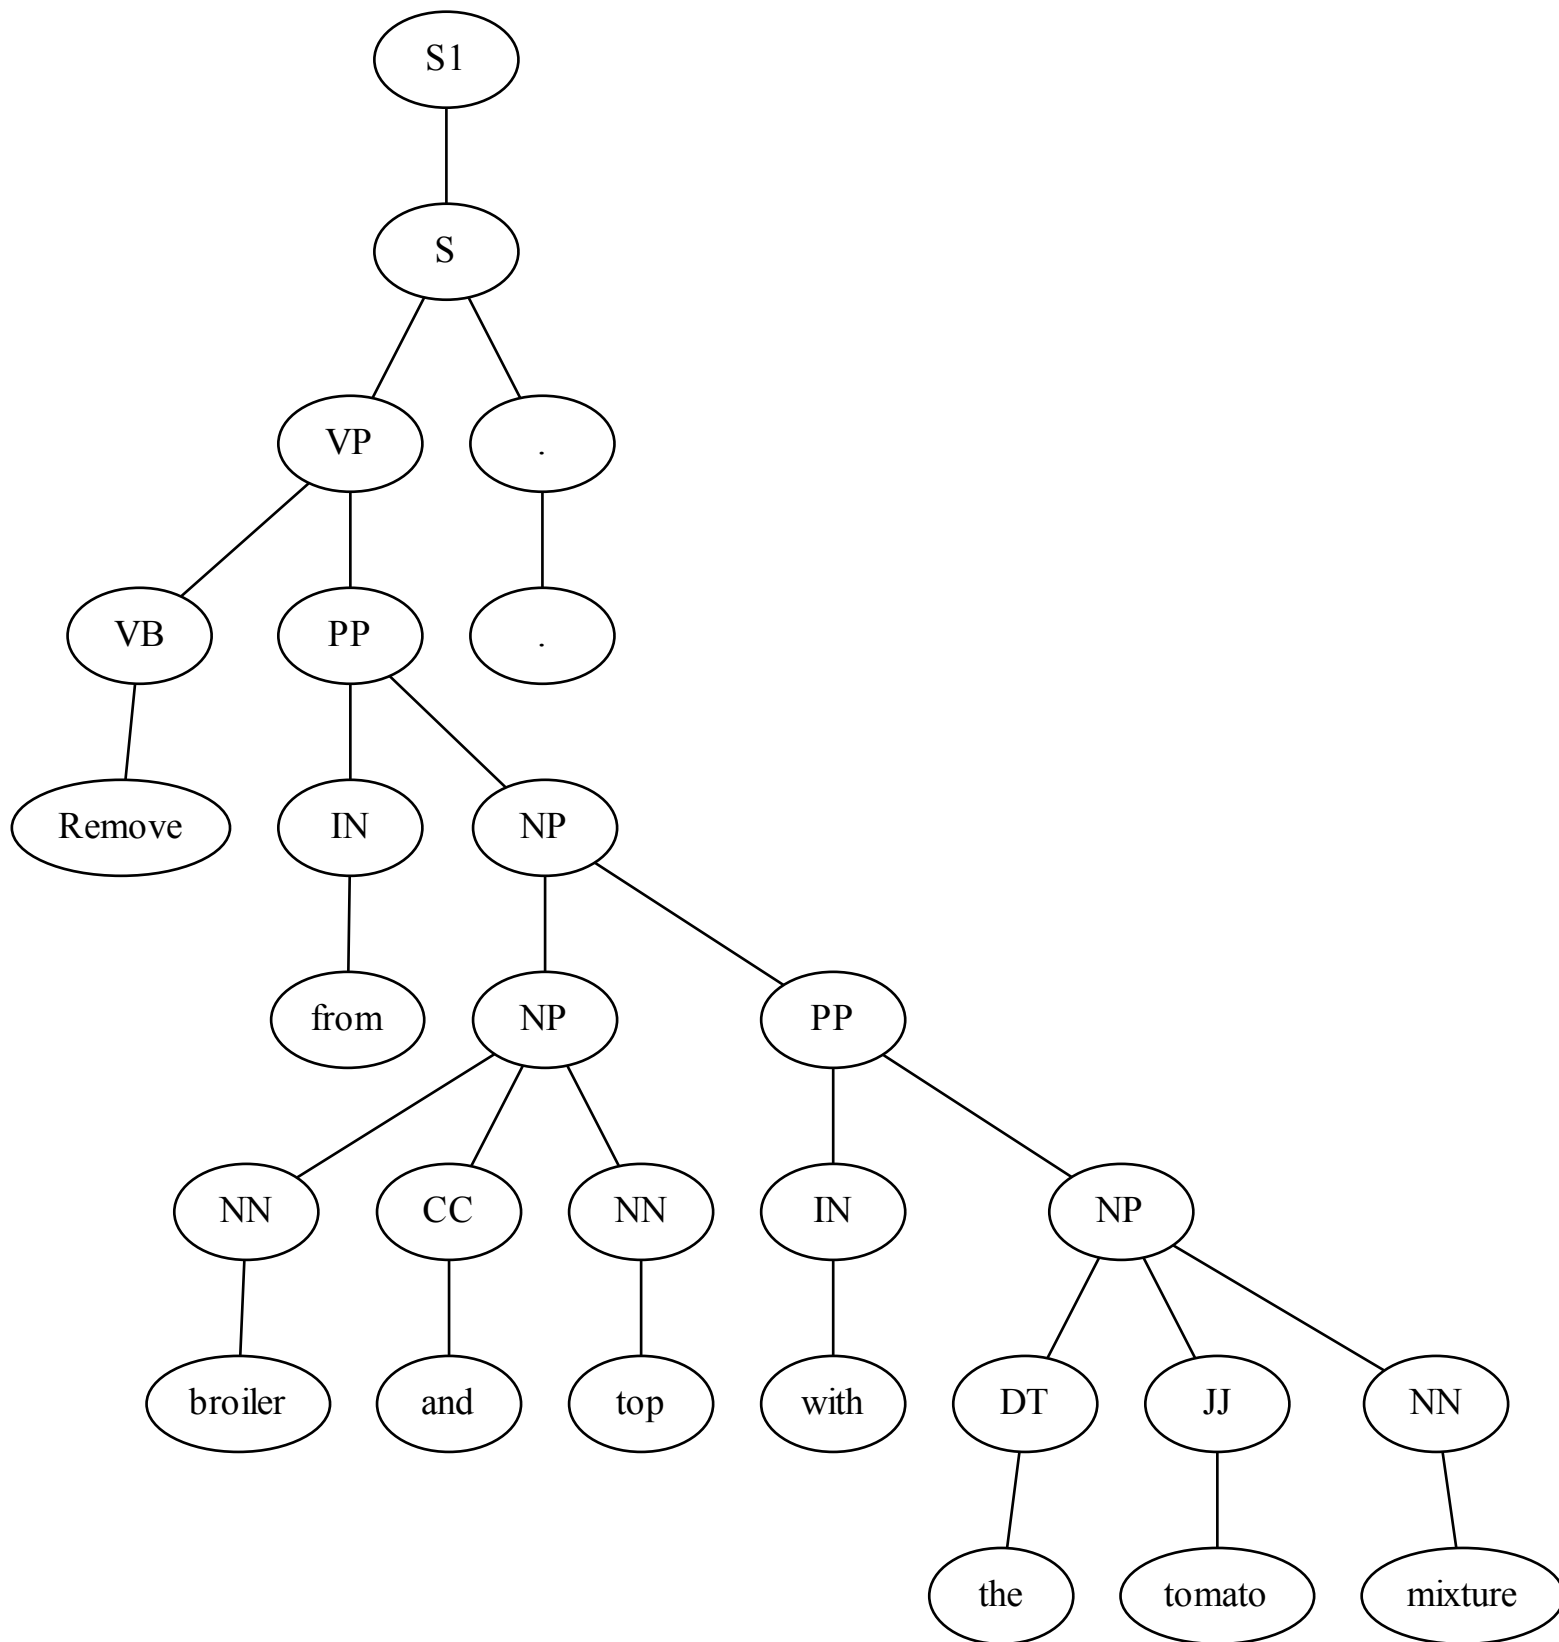 S1
S
VP .
VB PP .
Remove IN NP
from NP PP
NN CC NN IN NP
broiler and top with DT JJ NN
the tomato mixture